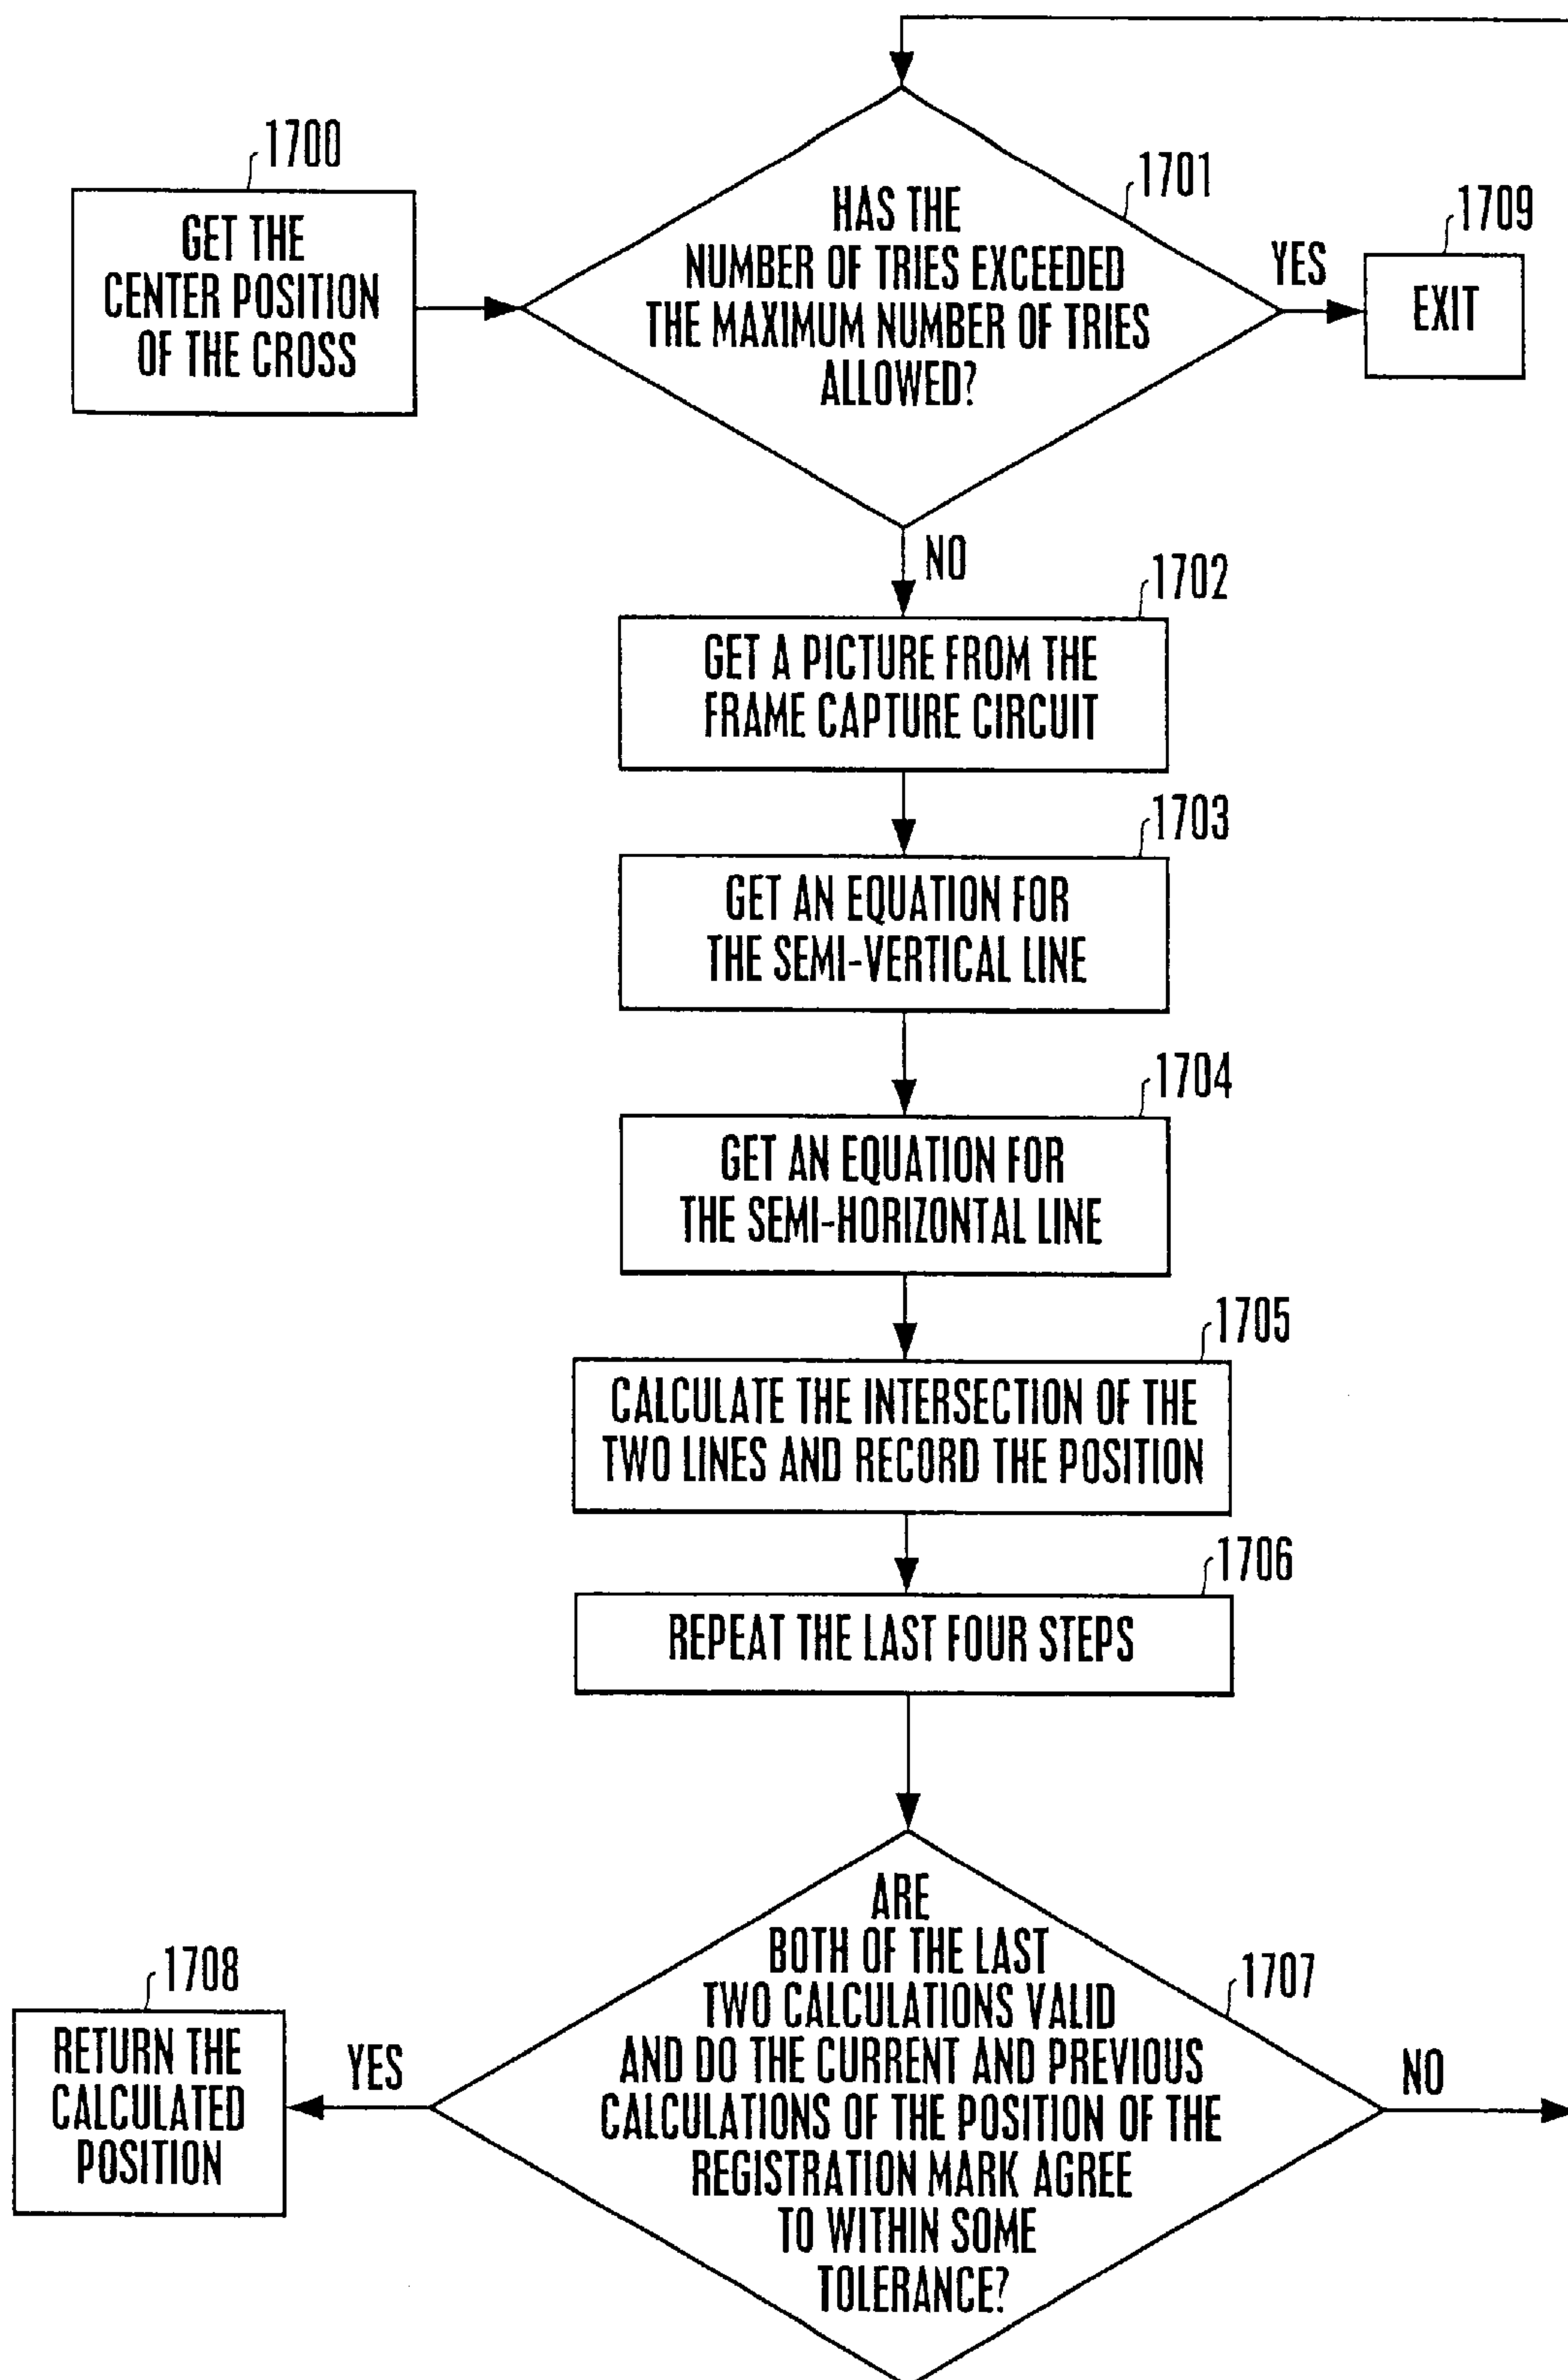 1700
GET THE
CENTER POSITION
OF THE CROSS
1701
HAS THE
NUMBER OF TRIES EXCEEDED
THE MAXIMUM NUMBER OF TRIES
ALLOWED?
YES
1709
EXIT
NO
1702
GET A PICTURE FROM THE
FRAME CAPTURE CIRCUIT
1703
GET AN EQUATION FOR
THE SEMI-VERTICAL LINE
1704
GET AN EQUATION FOR
THE SEMI-HORIZONTAL LINE
1705
CALCULATE THE INTERSECTION OF THE
TWO LINES AND RECORD THE POSITION
1706
REPEAT THE LAST FOUR STEPS
1707
ARE
BOTH OF THE LAST
TWO CALCULATIONS VALID
AND DO THE CURRENT AND PREVIOUS
CALCULATIONS OF THE POSITION OF THE
REGISTRATION MARK AGREE
TO WITHIN SOME
TOLERANCE?
NO
YES
1708
RETURN THE
CALCULATED
POSITION